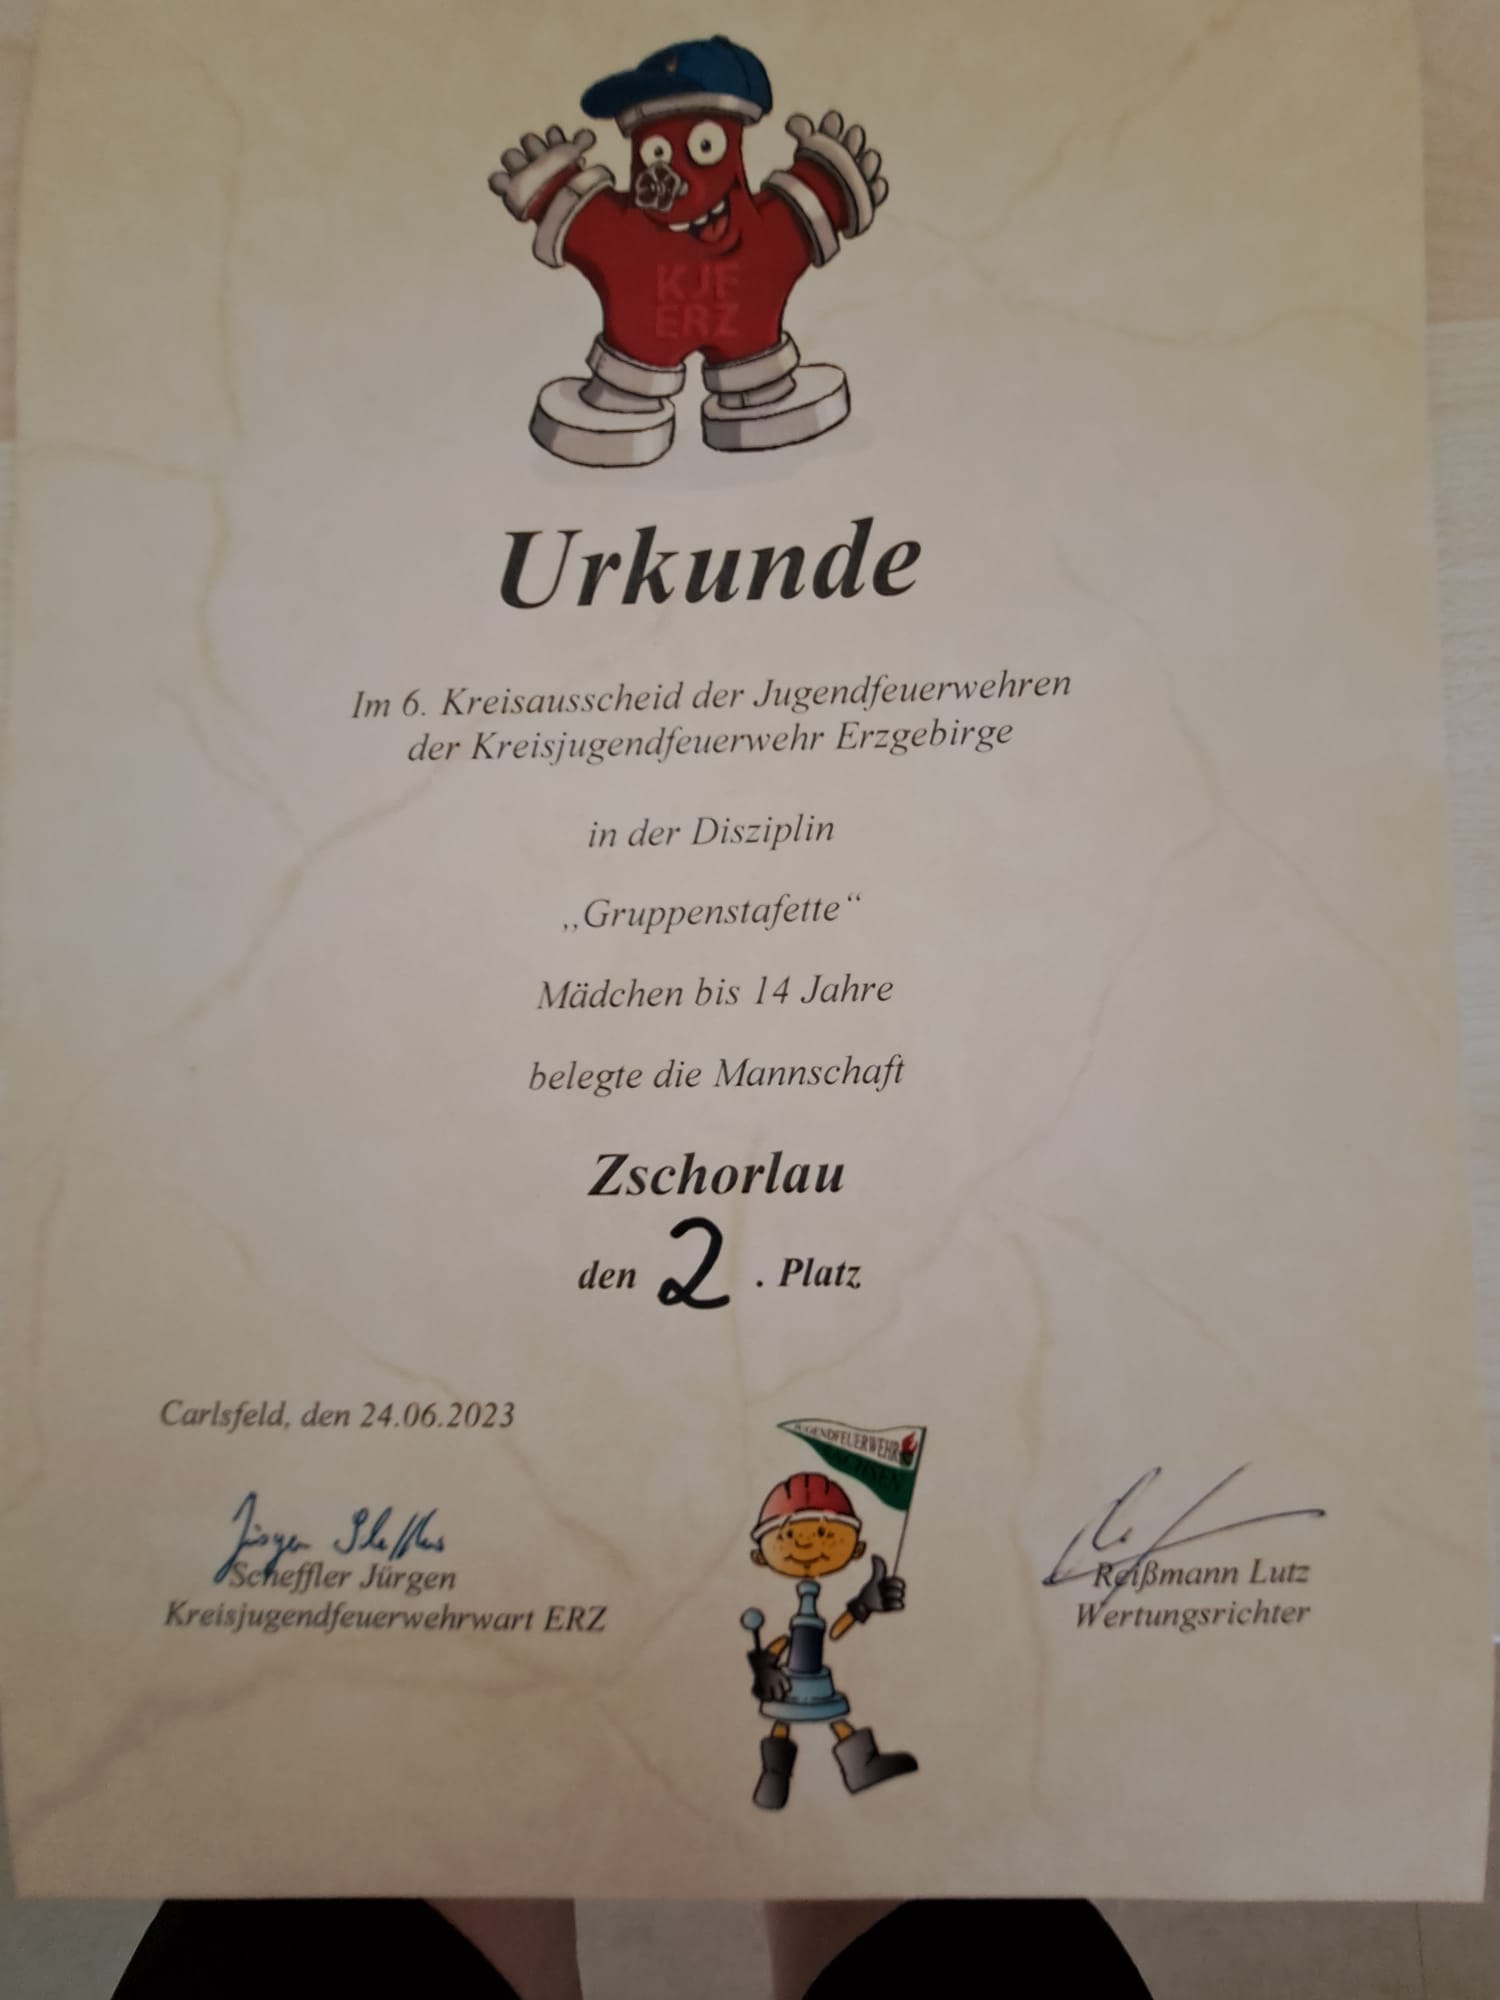 KJF
ERZ
Urkunde
Im 6. Kreisausscheid der Jugendfeuerwehren
der Kreisjugendfeuerwehr Erzgebirge
in der Disziplin
„Gruppenstafette“
Mädchen bis 14 Jahre
belegte die Mannschaft
Zschorlau
den 2 . Platz
Carlsfeld, den 24.06.2023
JUGENDFEUERWEHR
SACHSEN
Jürgen Scheffler
Scheffler Jürgen
Kreisjugendfeuerwehrwart ERZ
Reißmann Lutz
Wertungsrichter